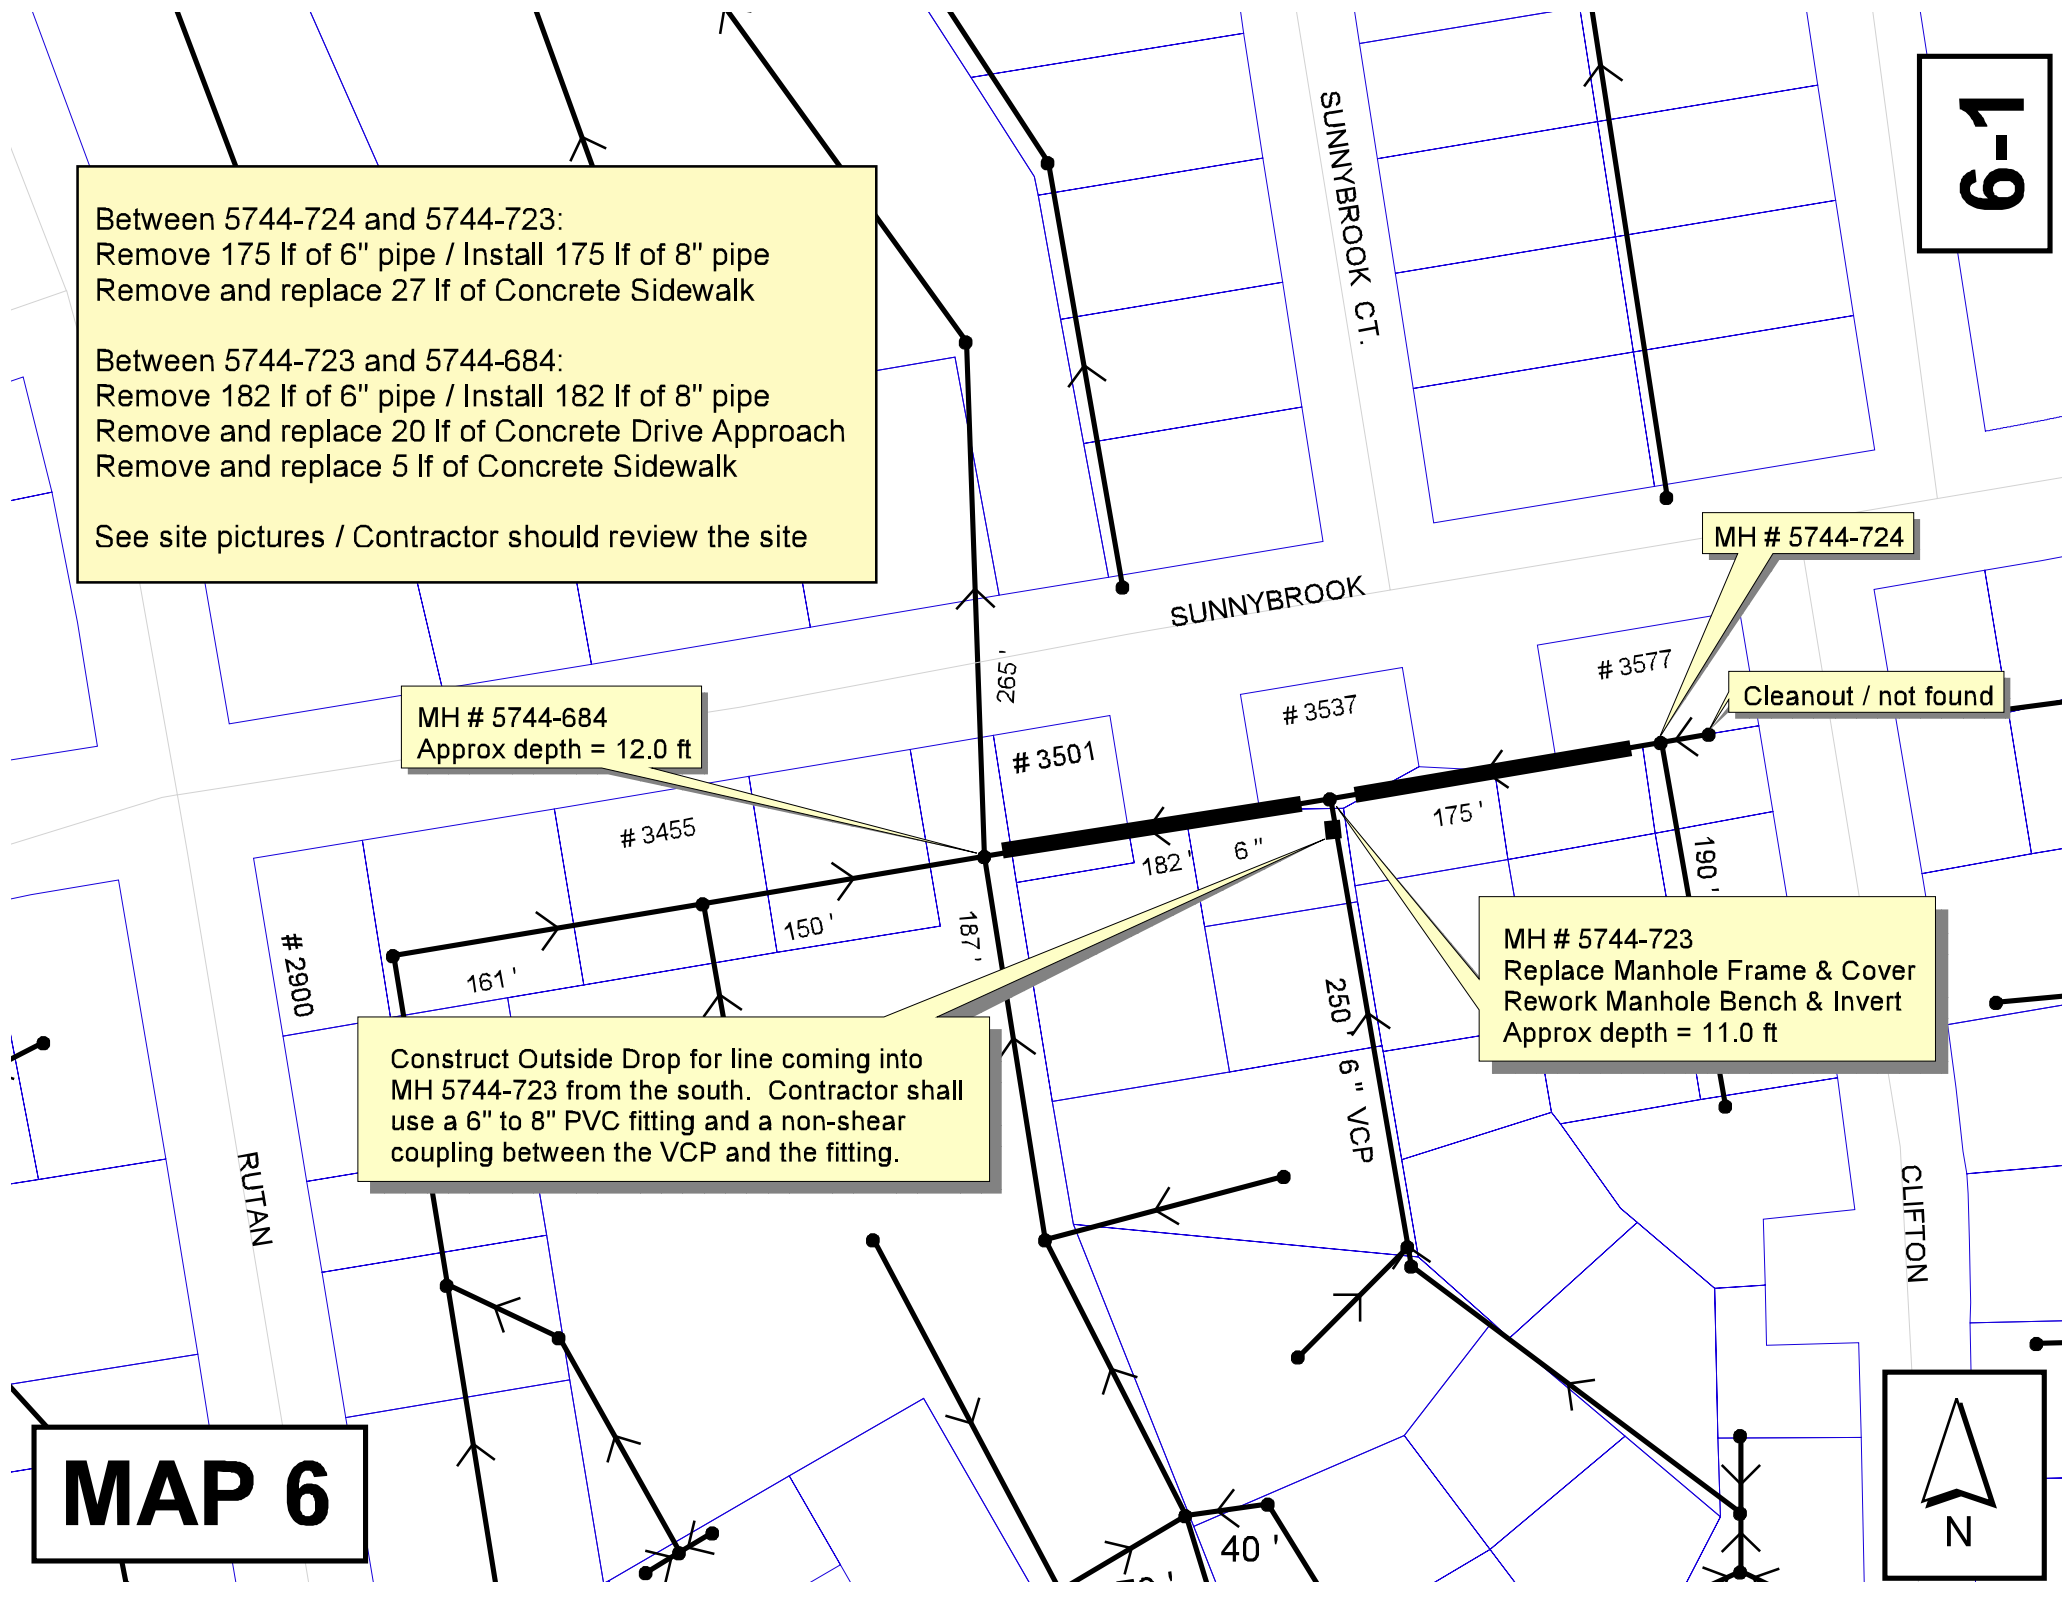 6-1
SUNNYBROOK CT.
Between 5744-724 and 5744-723:
Remove 175 lf of 6" pipe / Install 175 lf of 8" pipe
Remove and replace 27 lf of Concrete Sidewalk
Between 5744-723 and 5744-684:
Remove 182 lf of 6" pipe / Install 182 lf of 8" pipe
Remove and replace 20 lf of Concrete Drive Approach
Remove and replace 5 lf of Concrete Sidewalk
See site pictures / Contractor should review the site
MH # 5744-724
SUNNYBROOK
265 '
# 3577
Cleanout / not found
# 3537
MH # 5744-684
Approx depth = 12.0 ft
# 3501
# 3455
175 '
182 '
6 "
190 '
150 '
187 '
161 '
# 2900
MH # 5744-723
Replace Manhole Frame & Cover
Rework Manhole Bench & Invert
Approx depth = 11.0 ft
250 ' 6 " VCP
Construct Outside Drop for line coming into
MH 5744-723 from the south. Contractor shall
use a 6" to 8" PVC fitting and a non-shear
coupling between the VCP and the fitting.
RUTAN
CLIFTON
MAP 6
40 '
N